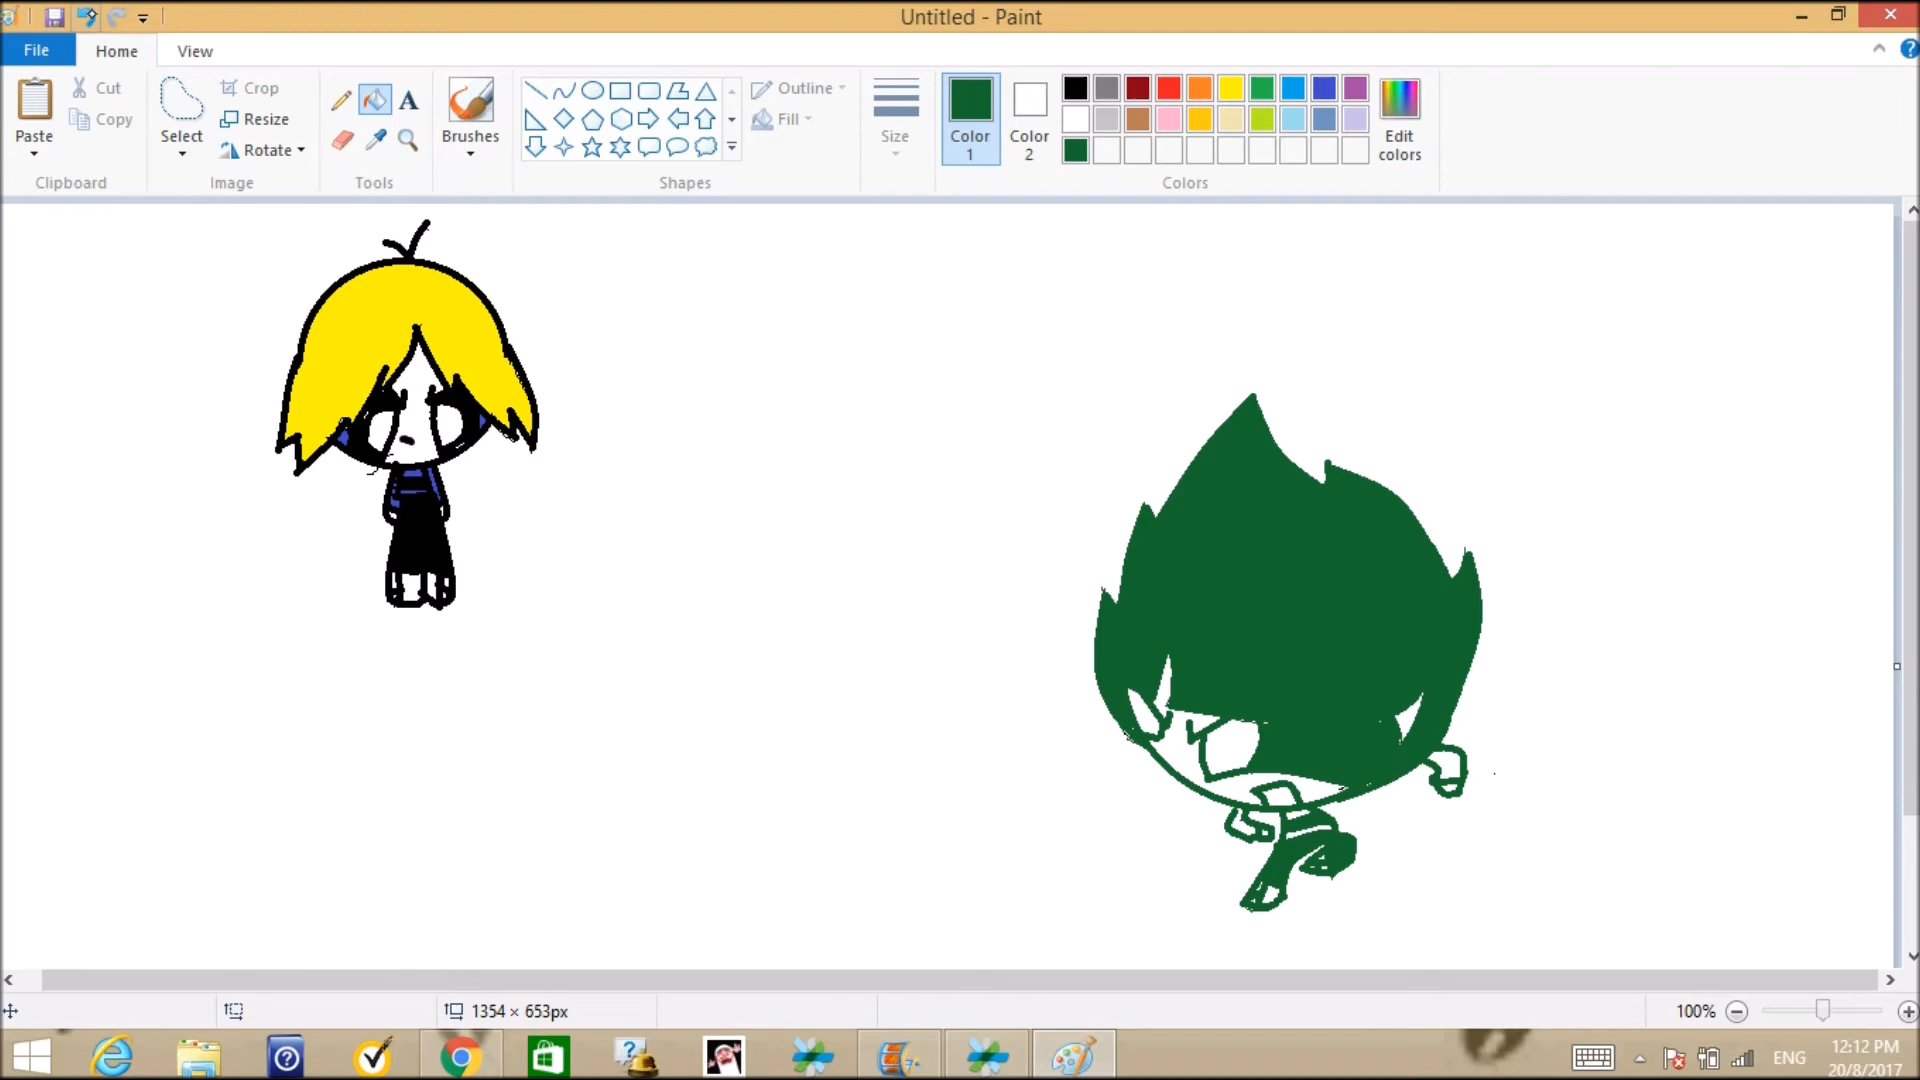 Untitled - Paint
File
Home
View
Paste
Cut
Copy
Clipboard
Select
Crop
Resize
Rotate
Image
A
Tools
Brushes
Shapes
Outline
Fill
Size
Color
1
Color
2
Edit
colors
Colors
1354 × 653px
100%
ENG
12:12 PM
20/8/2017